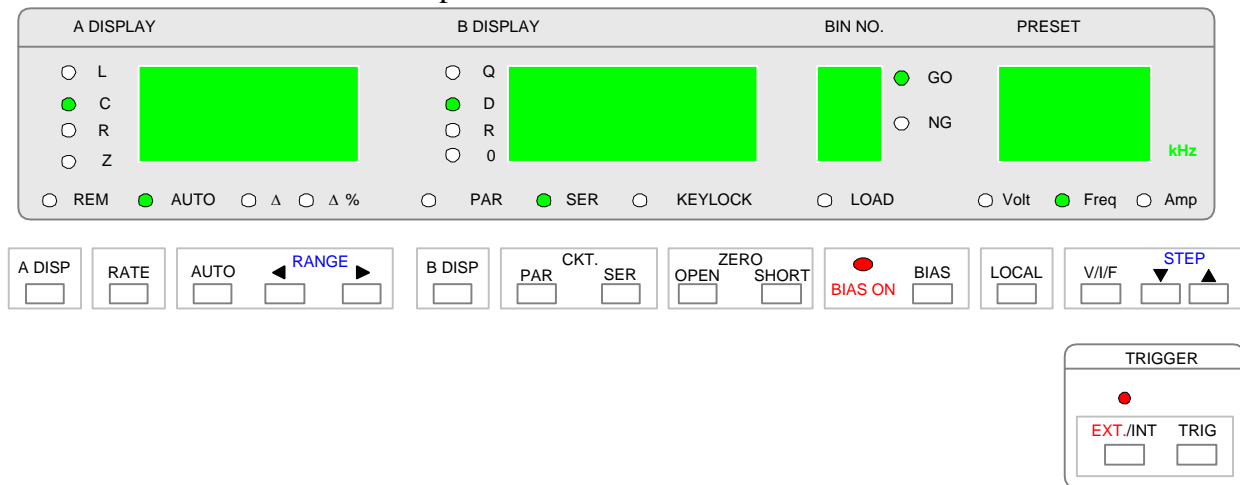 A DISPLAY B DISPLAY BIN NO. PRESET
L Q GO
C D
R R NG
Z 0 kHz
REM AUTO Δ Δ % PAR SER KEYLOCK LOAD Volt Freq Amp
A DISP RATE AUTO RANGE B DISP CKT. PAR SER ZERO OPEN SHORT BIAS ON BIAS LOCAL V/I/F STEP
TRIGGER
EXT./INT TRIG